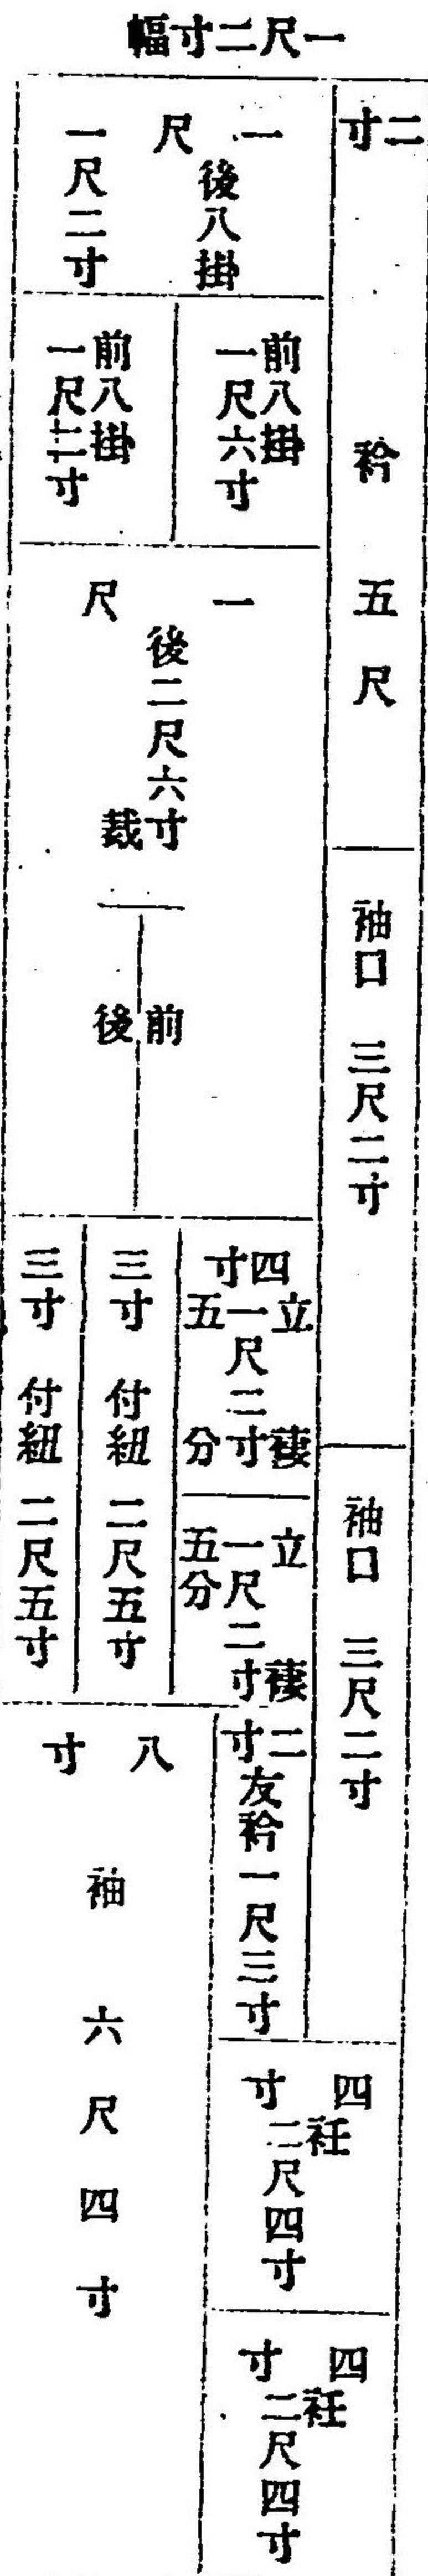 一尺二寸幅
二寸
衿 五尺
袖口 三尺二寸
袖口 三尺二寸
一尺
後八掛
一尺二寸
前八掛
一尺六寸
前八掛
一尺二寸
一尺
後二尺六寸
裁
前
後
四寸
立褄
一尺二寸
五分
立褄
一尺二寸
五分
三寸 付紐 二尺五寸
三寸 付紐 二尺五寸
二寸
友衿一尺三寸
四寸
衽
二尺四寸
四寸
衽
二尺四寸
八寸
袖 六尺四寸